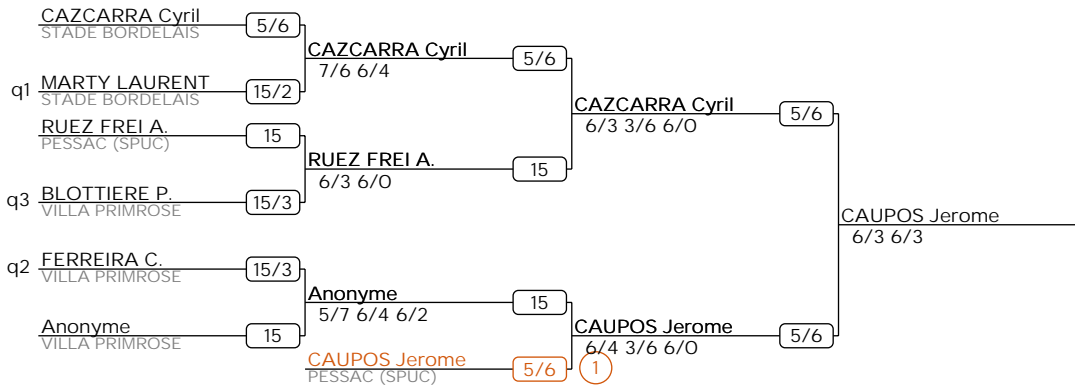 CAZCARRA Cyril 5/6
STADE BORDELAIS
CAZCARRA Cyril 5/6
7/6 6/4
q1 MARTY LAURENT 15/2
STADE BORDELAIS
CAZCARRA Cyril 5/6
6/3 3/6 6/0
RUEZ FREI A. 15
PESSAC (SPUC)
RUEZ FREI A. 15
6/3 6/0
q3 BLOTTIERE P. 15/3
VILLA PRIMROSE
CAUPOS Jerome
6/3 6/3
q2 FERREIRA C. 15/3
VILLA PRIMROSE
Anonyme 15
5/7 6/4 6/2
Anonyme 15
VILLA PRIMROSE
CAUPOS Jerome 5/6
6/4 3/6 6/0
CAUPOS Jerome 5/6 1
PESSAC (SPUC)